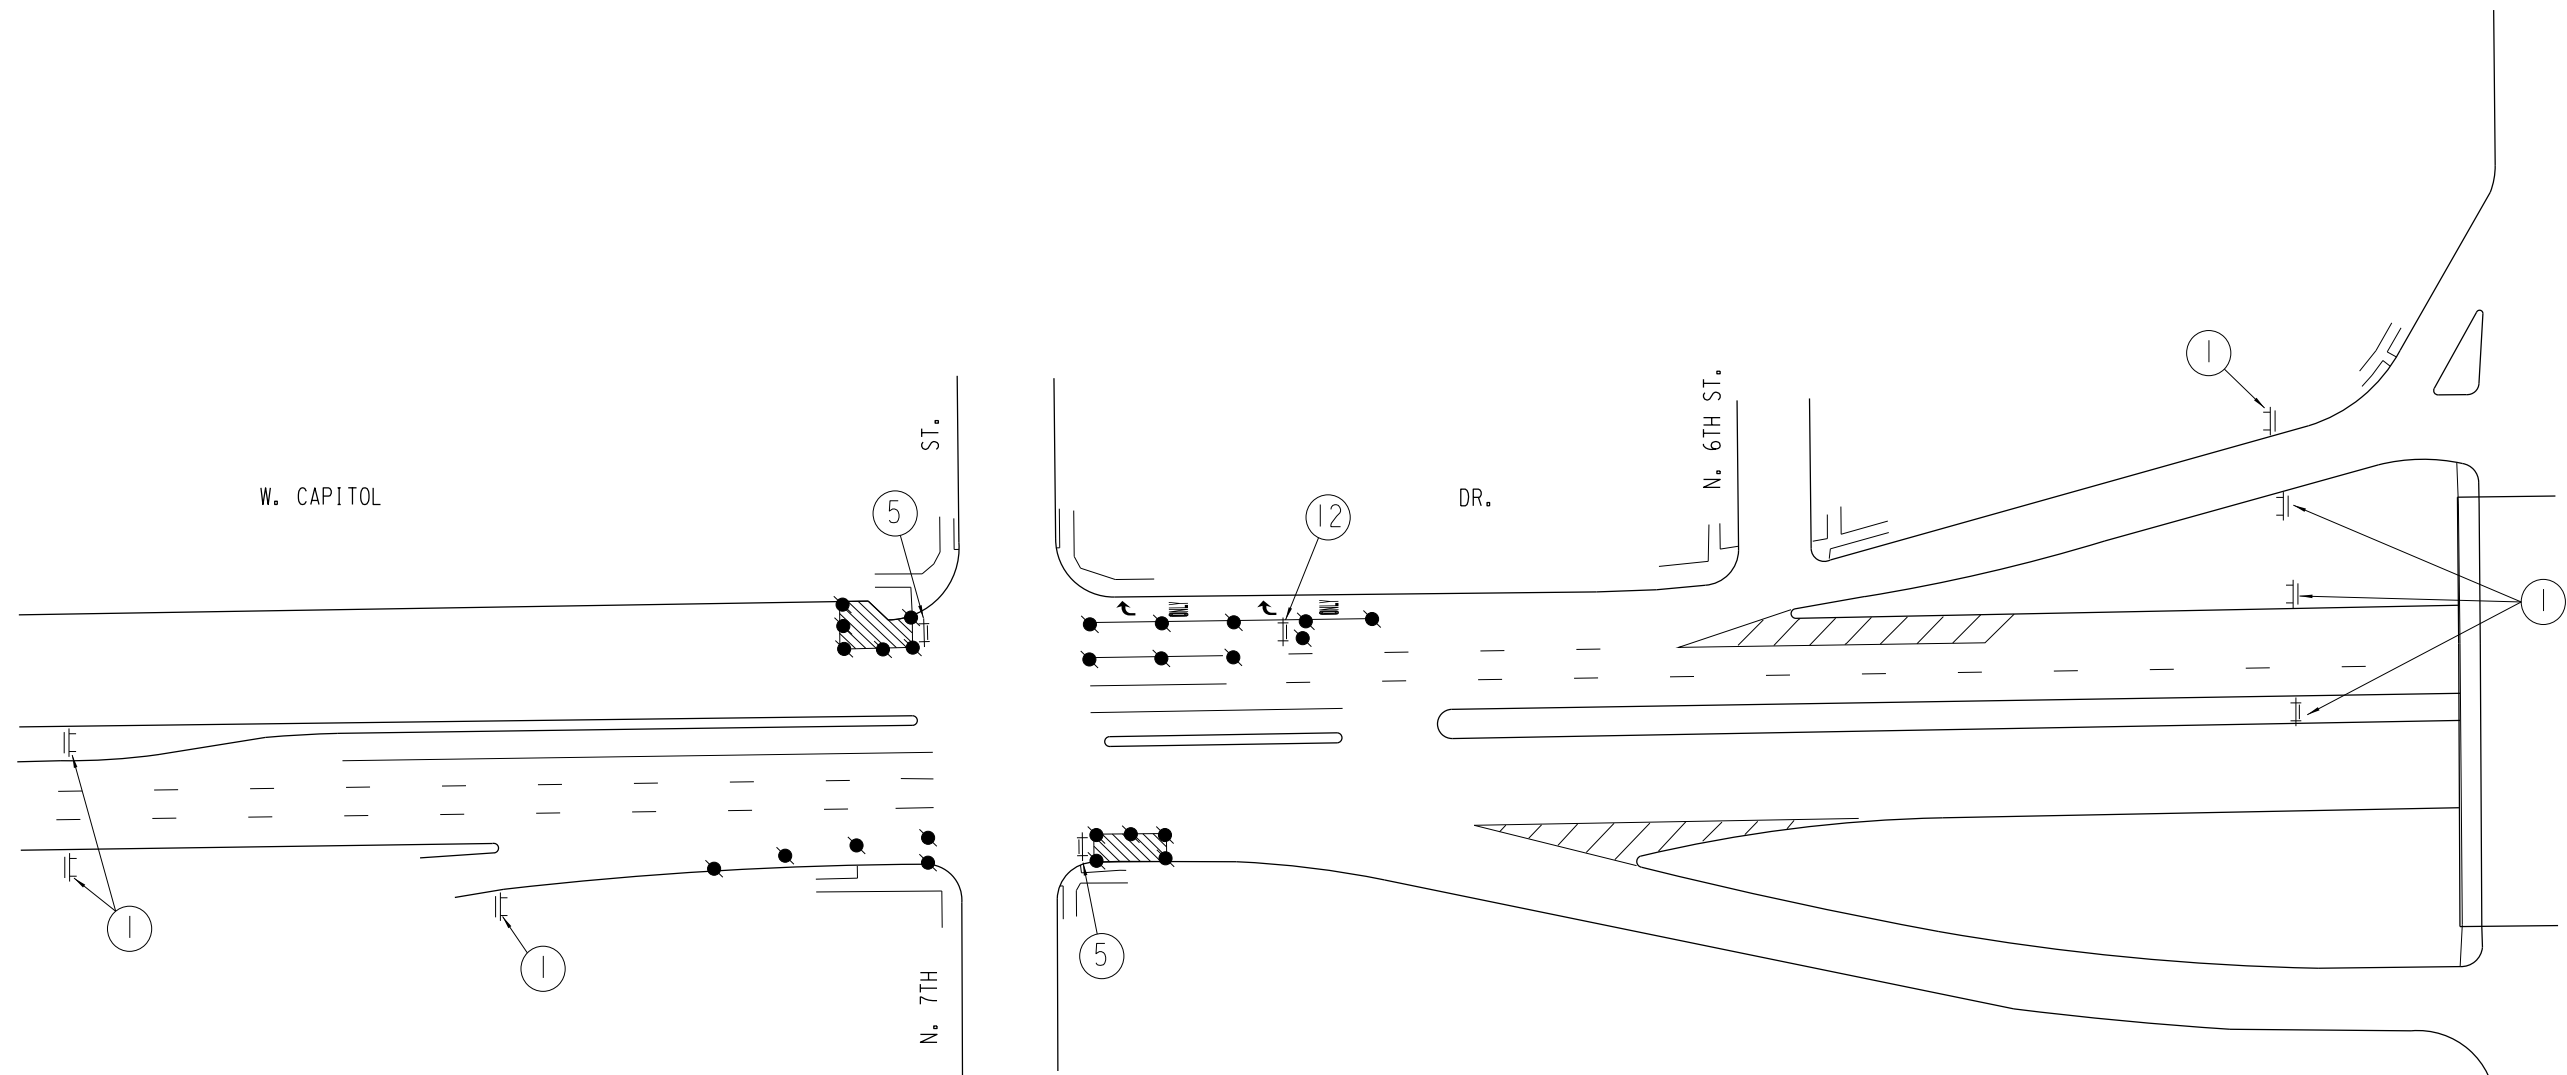 N. 6TH ST.
1
ST.
W. CAPITOL
DR.
5
12
1
ONLY
ONLY
1
1
5
N. 7TH